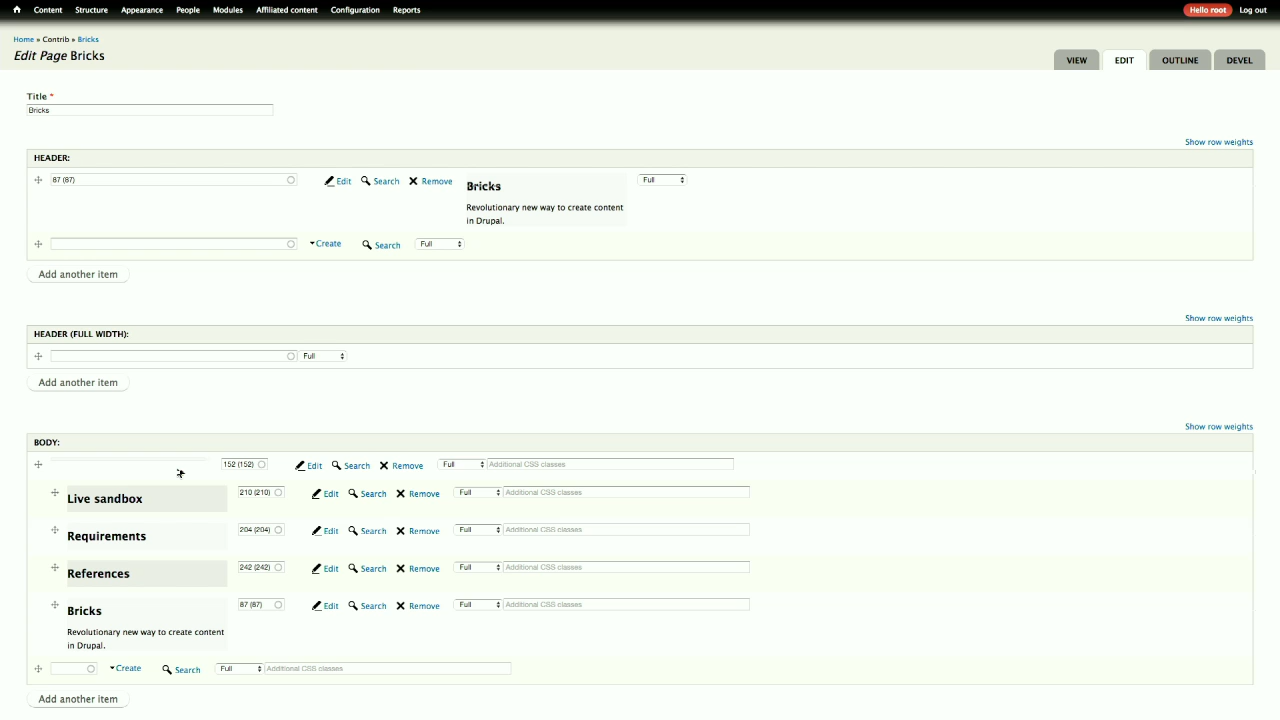 Content Structure Appearance People Modules Affiliated content Configuration Reports Hello root Log out
Home » Contrib » Bricks
Edit Page Bricks
VIEW EDIT OUTLINE DEVEL
Title *
Bricks
Show row weights
HEADER:
87 (87) Edit Search Remove Bricks Full
Revolutionary new way to create content
in Drupal.
Create Search Full
Add another item
Show row weights
HEADER (FULL WIDTH):
Full
Add another item
Show row weights
BODY:
152 (152) Edit Search Remove Full Additional CSS classes
Live sandbox 210 (210) Edit Search Remove Full Additional CSS classes
Requirements 204 (204) Edit Search Remove Full Additional CSS classes
References 242 (242) Edit Search Remove Full Additional CSS classes
Bricks 87 (87) Edit Search Remove Full Additional CSS classes
Revolutionary new way to create content
in Drupal.
Create Search Full Additional CSS classes
Add another item